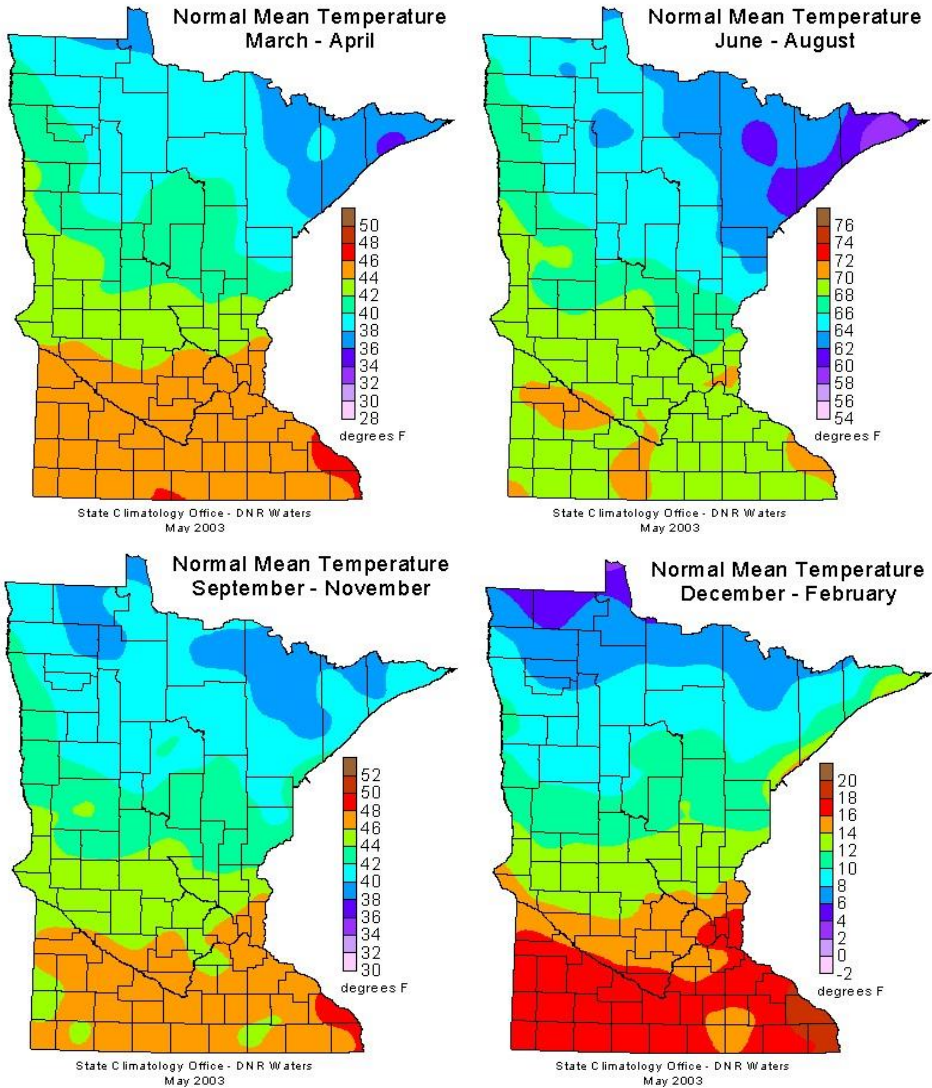 Normal Mean Temperature
March - April
50
48
46
44
42
40
38
36
34
32
30
28
degrees F
State Climatology Office - DNR Waters
May 2003
Normal Mean Temperature
June - August
76
74
72
70
68
66
64
62
60
58
56
54
degrees F
State Climatology Office - DNR Waters
May 2003
Normal Mean Temperature
September - November
52
50
48
46
44
42
40
38
36
34
32
30
degrees F
State Climatology Office - DNR Waters
May 2003
Normal Mean Temperature
December - February
20
18
16
14
12
10
8
6
4
2
0
-2
degrees F
State Climatology Office - DNR Waters
May 2003